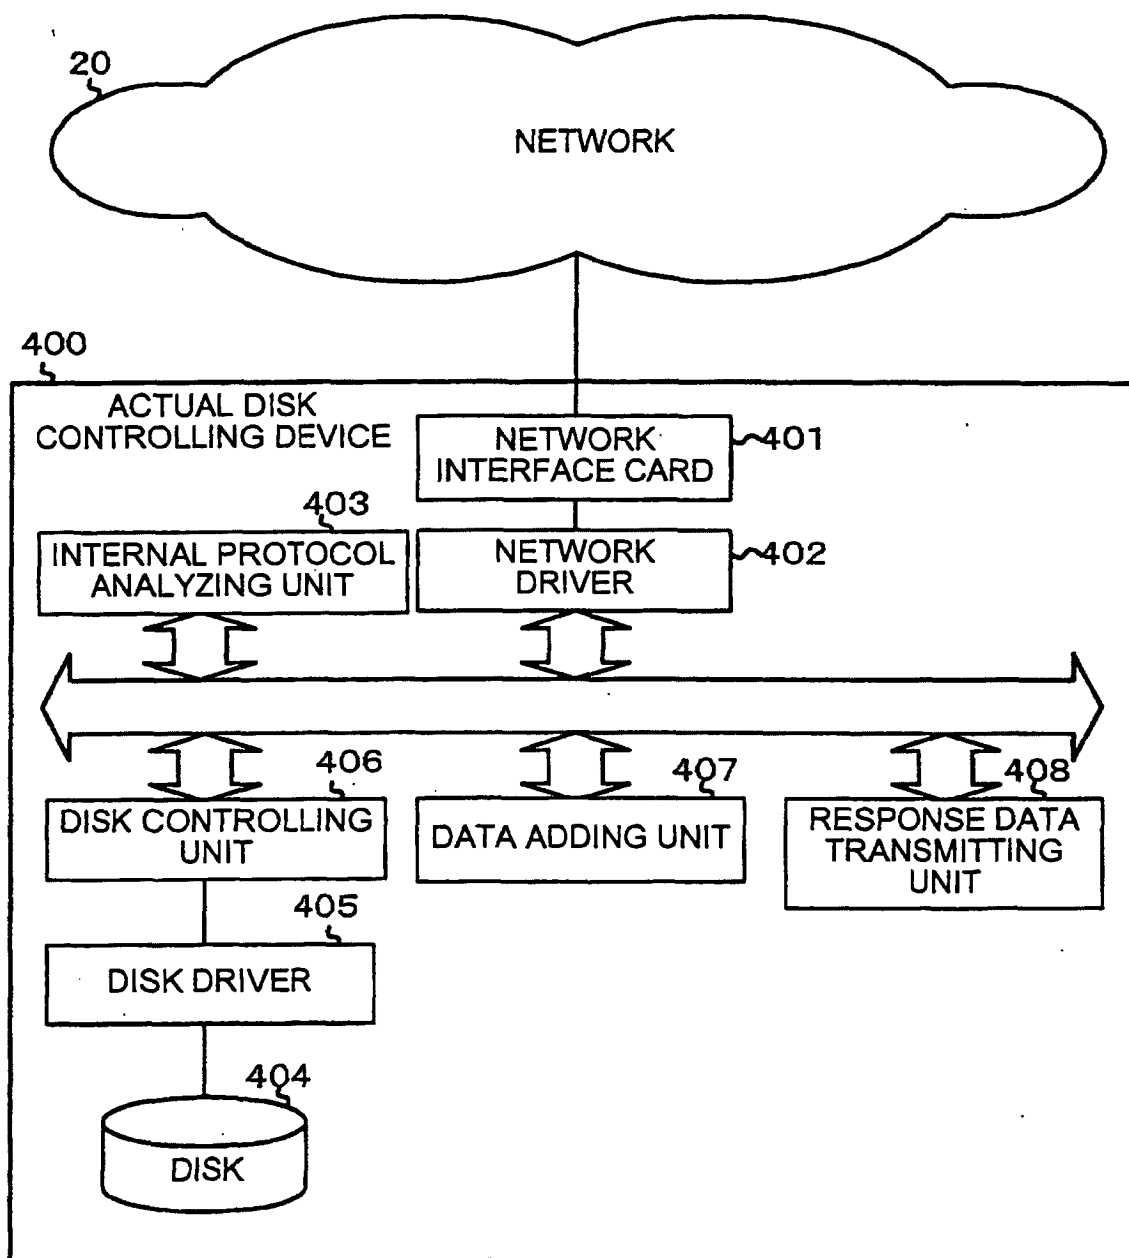 20
NETWORK
400
ACTUAL DISK
CONTROLLING DEVICE
NETWORK
INTERFACE CARD
401
403
INTERNAL PROTOCOL
ANALYZING UNIT
NETWORK
DRIVER
402
406
DISK CONTROLLING
UNIT
407
DATA ADDING UNIT
408
RESPONSE DATA
TRANSMITTING
UNIT
405
DISK DRIVER
404
DISK